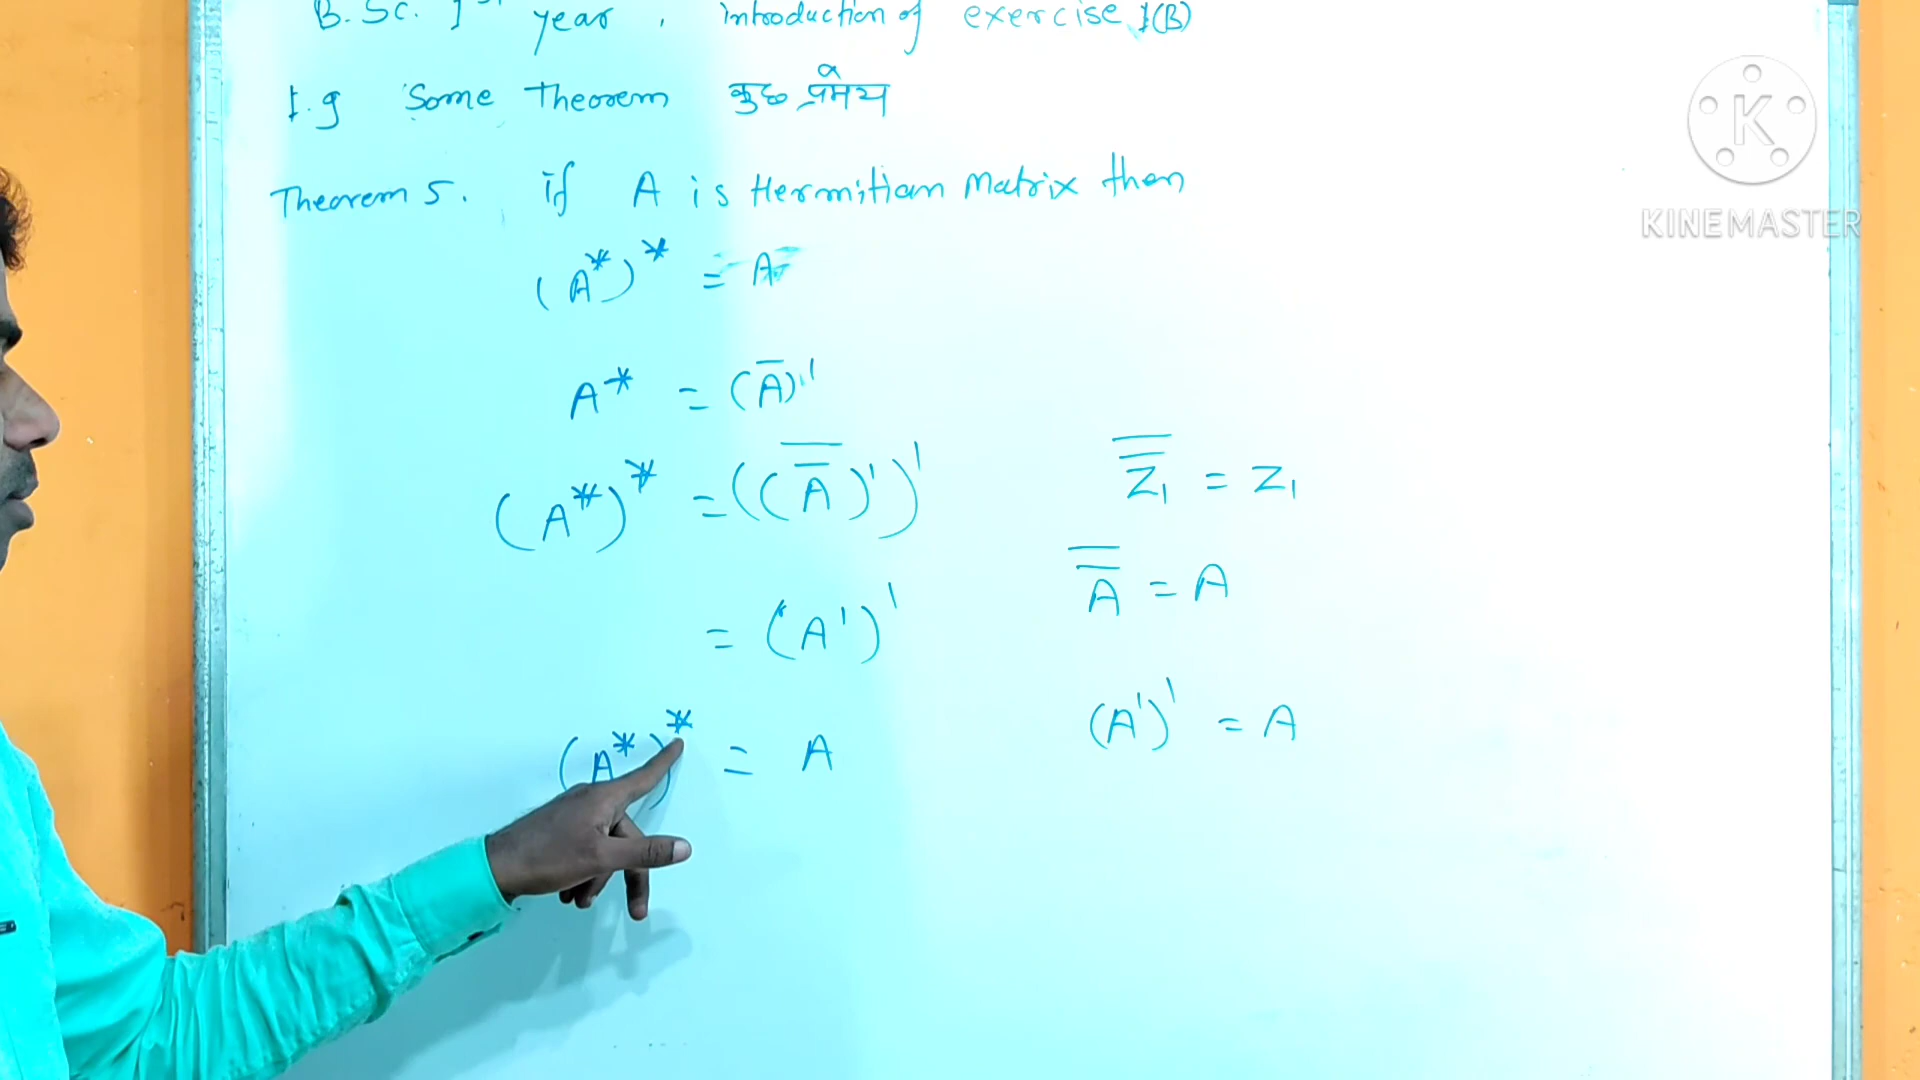 B.Sc. 1st year, introduction of exercise 1(B)
1.9 Some Theorem कुछ प्रमेय
Theorem 5. if A is Hermitian Matrix then
(A*)* = A
A* = (A̅)'
(A*)* = ((A̿)')'
= (A')'
(A*)* = A
Z̿₁ = Z₁
A̿ = A
(A')' = A
K
KINEMASTER